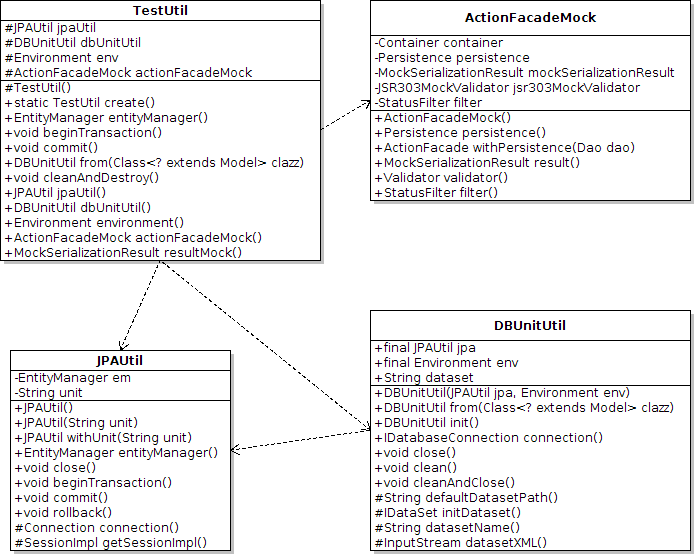 TestUtil
#JPAUtil jpaUtil
#DBUnitUtil dbUnitUtil
#Environment env
#ActionFacadeMock actionFacadeMock
#TestUtil()
+static TestUtil create()
+EntityManager entityManager()
+void beginTransaction()
+void commit()
+DBUnitUtil from(Class<? extends Model> clazz)
+void cleanAndDestroy()
+JPAUtil jpaUtil()
+DBUnitUtil dbUnitUtil()
+Environment environment()
+ActionFacadeMock actionFacadeMock()
+MockSerializationResult resultMock()
ActionFacadeMock
-Container container
-Persistence persistence
-MockSerializationResult mockSerializationResult
-JSR303MockValidator jsr303MockValidator
-StatusFilter filter
+ActionFacadeMock()
+Persistence persistence()
+ActionFacade withPersistence(Dao dao)
+MockSerializationResult result()
+Validator validator()
+StatusFilter filter()
JPAUtil
-EntityManager em
-String unit
+JPAUtil()
+JPAUtil(String unit)
+JPAUtil withUnit(String unit)
+EntityManager entityManager()
+void close()
+void beginTransaction()
+void commit()
+void rollback()
#Connection connection()
#SessionImpl getSessionImpl()
DBUnitUtil
+final JPAUtil jpa
+final Environment env
+String dataset
+DBUnitUtil(JPAUtil jpa, Environment env)
+DBUnitUtil from(Class<? extends Model> clazz)
+DBUnitUtil init()
+IDatabaseConnection connection()
+void close()
+void clean()
+void cleanAndClose()
#String defaultDatasetPath()
#IDataSet initDataset()
#String datasetName()
#InputStream datasetXML()